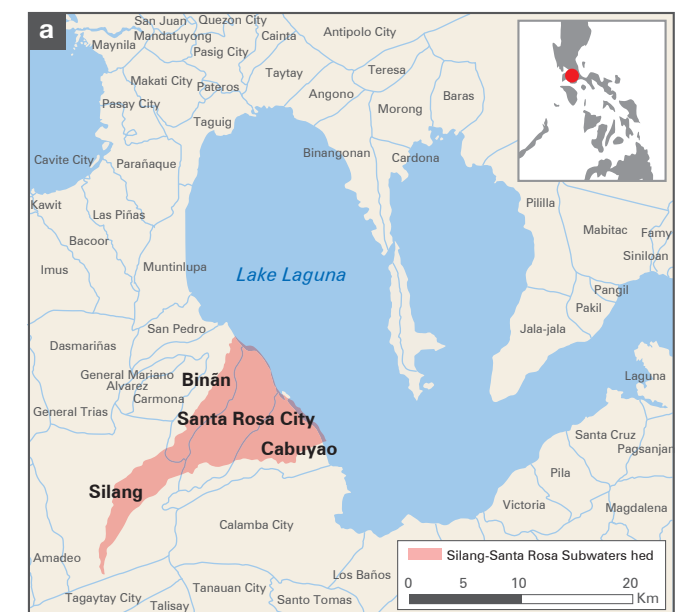 a
San Juan
Quezon City
Mandatuyong
Cainta
Antipolo City
Maynila
Pasig City
Taytay
Teresa
Makati City
Pateros
Angono
Baras
Pasay City
Morong
Taguig
Binangonan
Cardona
Cavite City
Parañaque
Kawit
Las Piñas
Pililla
Bacoor
Mabitac
Famy
Siniloan
Imus
Muntinlupa
Lake Laguna
Pangil
Pakil
San Pedro
Jala-jala
Dasmariñas
General Mariano
Alvarez
Binãn
Laguna
Carmona
General Trias
Santa Rosa City
Santa Cruz
Cabuyao
Pagsanjan
Pila
Silang
Victoria
Magdalena
Calamba City
Amadeo
Silang-Santa Rosa Subwaters hed
Los Baños
0 5 10 20
Km
Tanauan City
Tagaytay City
Talisay
Santo Tomas